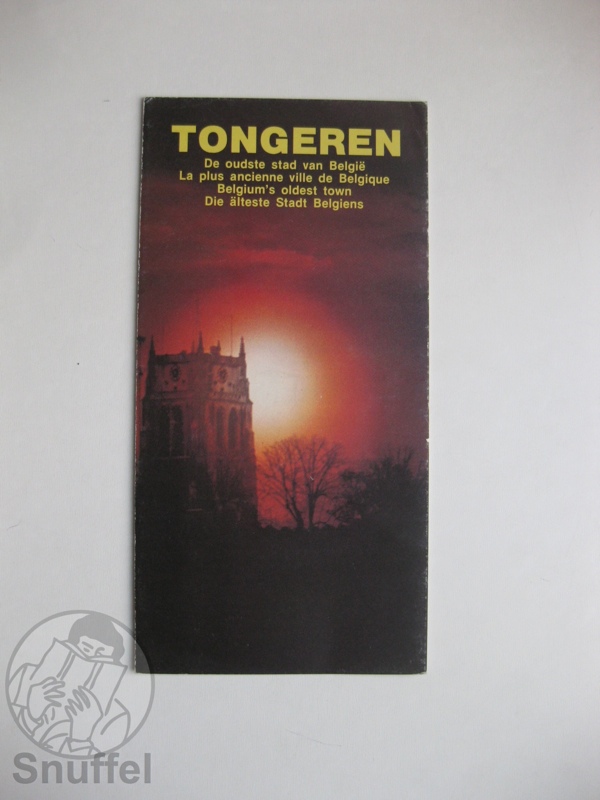 TONGEREN
De oudste stad van België
La plus ancienne ville de Belgique
Belgium's oldest town
Die älteste Stadt Belgiens
Snuffel